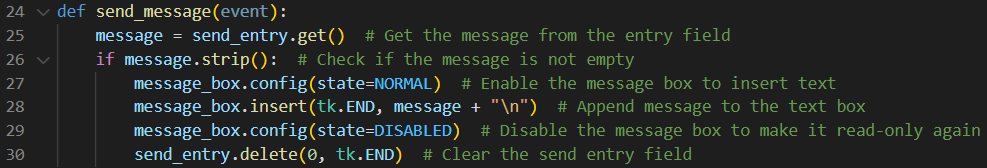 24 def send_message(event):
25     message = send_entry.get()  # Get the message from the entry field
26     if message.strip():  # Check if the message is not empty
27         message_box.config(state=NORMAL)  # Enable the message box to insert text
28         message_box.insert(tk.END, message + "\n")  # Append message to the text box
29         message_box.config(state=DISABLED)  # Disable the message box to make it read-only again
30         send_entry.delete(0, tk.END)  # Clear the send entry field